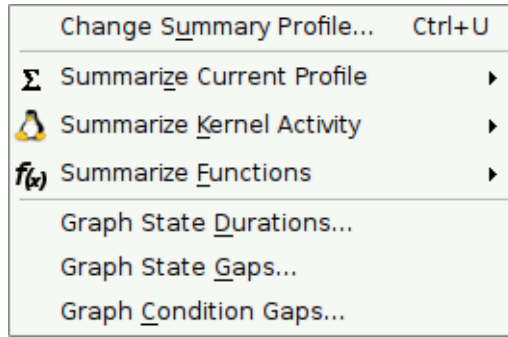 Change Summary Profile... Ctrl+U
Σ Summarize Current Profile
Summarize Kernel Activity
f(x) Summarize Functions
Graph State Durations...
Graph State Gaps...
Graph Condition Gaps...